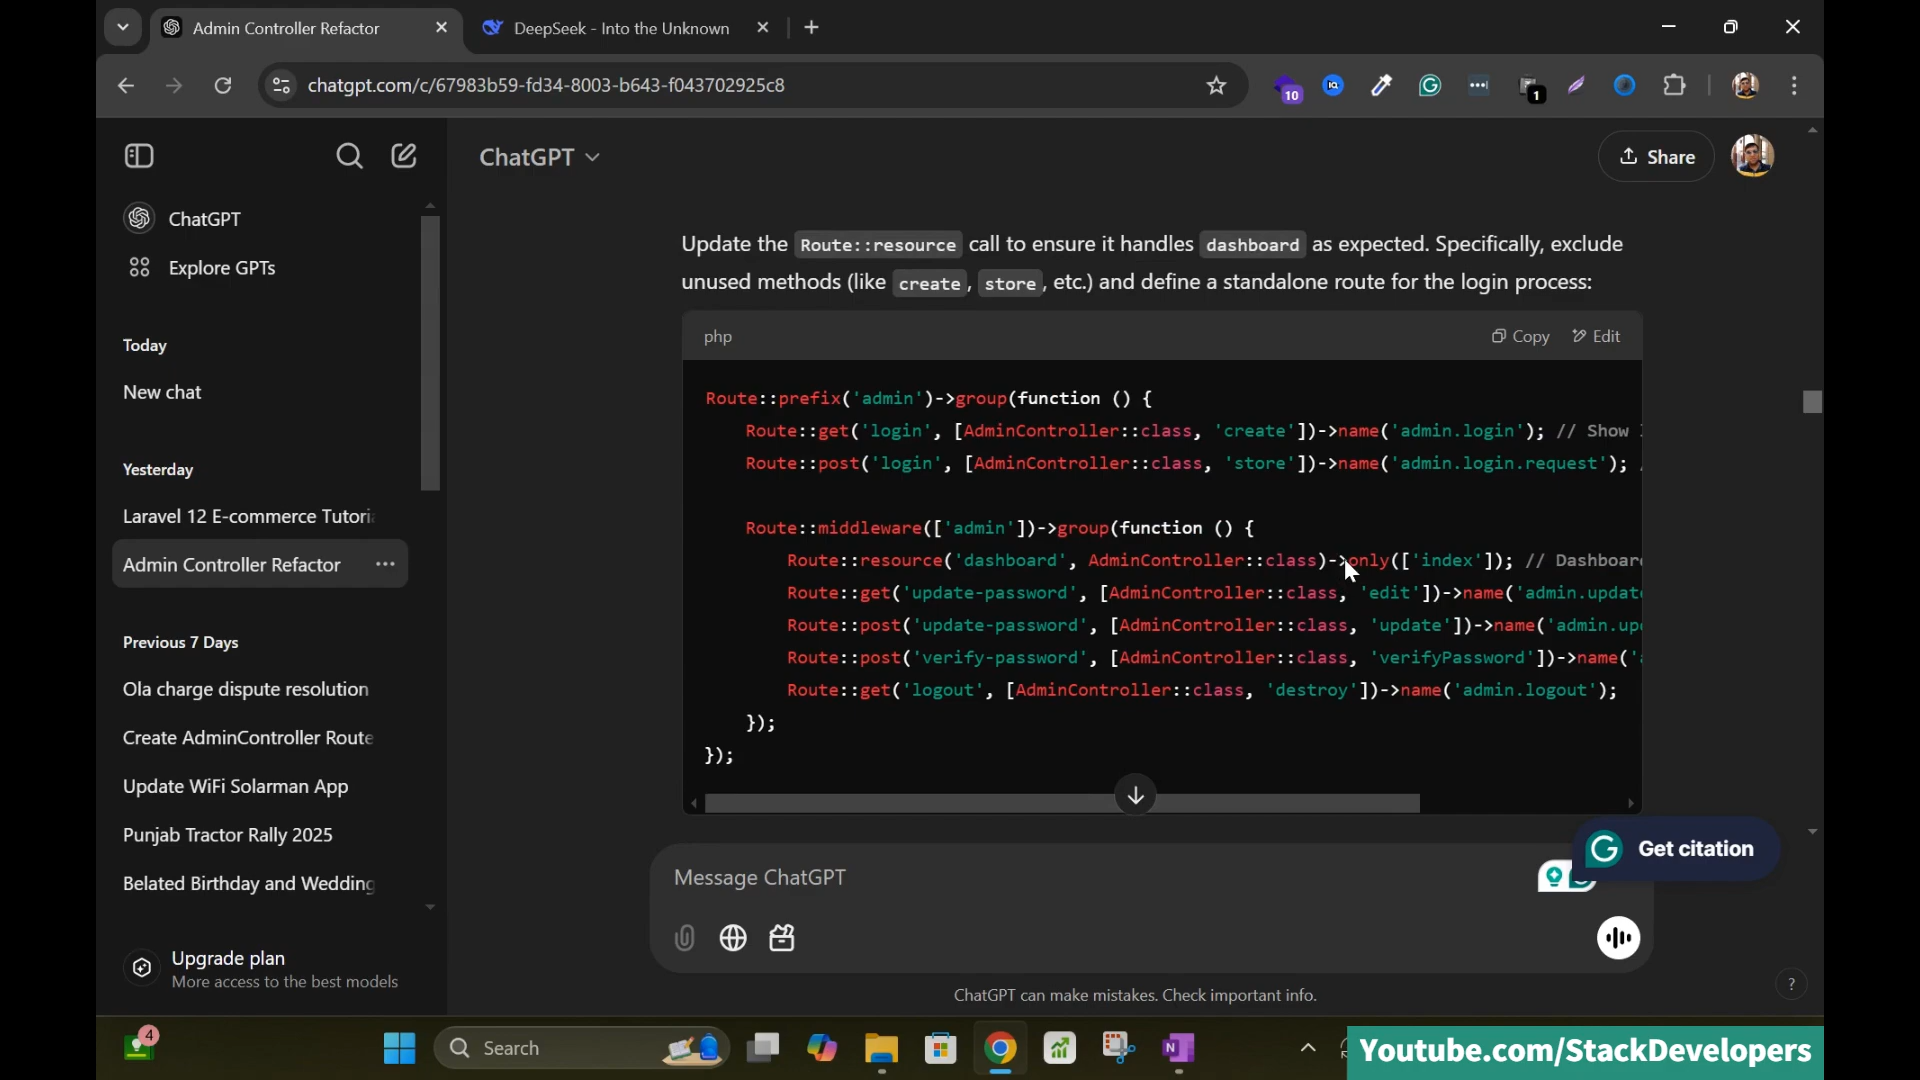 Admin Controller Refactor
DeepSeek - Into the Unknown
chatgpt.com/c/67983b59-fd34-8003-b643-f043702925c8
10
1
ChatGPT
Share
ChatGPT
Explore GPTs
Today
New chat
Yesterday
Laravel 12 E-commerce Tutori
Admin Controller Refactor
Previous 7 Days
Ola charge dispute resolution
Create AdminController Route
Update WiFi Solarman App
Punjab Tractor Rally 2025
Belated Birthday and Wedding
Upgrade plan
More access to the best models
Update the Route::resource call to ensure it handles dashboard as expected. Specifically, exclude
unused methods (like create, store, etc.) and define a standalone route for the login process:
php
Copy
Edit
Route::prefix('admin')->group(function () {
Route::get('login', [AdminController::class, 'create'])->name('admin.login'); // Show
Route::post('login', [AdminController::class, 'store'])->name('admin.login.request');
Route::middleware(['admin'])->group(function () {
Route::resource('dashboard', AdminController::class)->only(['index']); // Dashboar
Route::get('update-password', [AdminController::class, 'edit'])->name('admin.updat
Route::post('update-password', [AdminController::class, 'update'])->name('admin.up
Route::post('verify-password', [AdminController::class, 'verifyPassword'])->name('
Route::get('logout', [AdminController::class, 'destroy'])->name('admin.logout');
});
});
Get citation
Message ChatGPT
ChatGPT can make mistakes. Check important info.
?
4
Search
Youtube.com/StackDevelopers